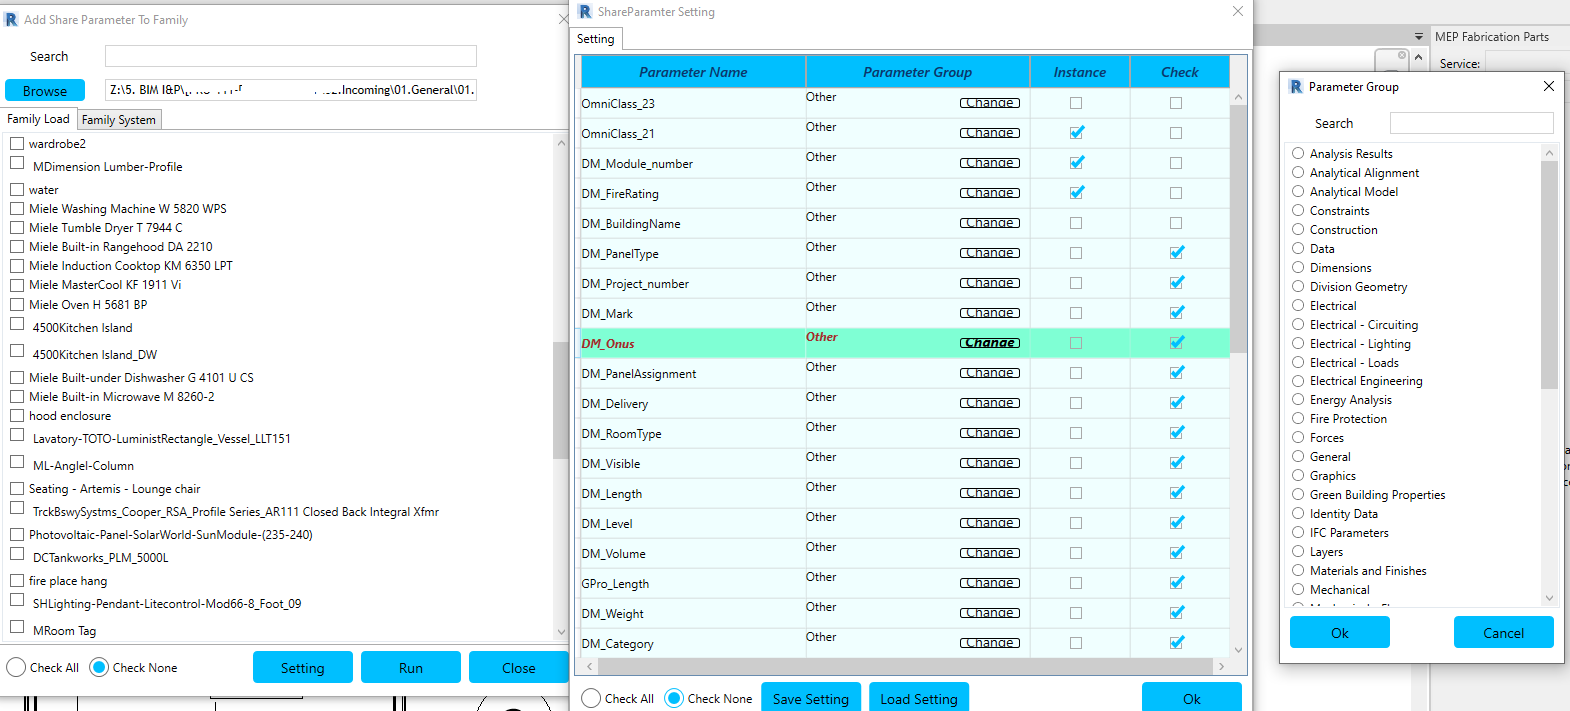 Add Share Parameter To Family
Search
Browse
Z:\5. BIM I&P\
Incoming\01.General\01.
Family Load
Family System
wardrobe2
MDimension Lumber-Profile
water
Miele Washing Machine W 5820 WPS
Miele Tumble Dryer T 7944 C
Miele Built-in Rangehood DA 2210
Miele Induction Cooktop KM 6350 LPT
Miele MasterCool KF 1911 Vi
Miele Oven H 5681 BP
4500Kitchen Island
4500Kitchen Island_DW
Miele Built-under Dishwasher G 4101 U CS
Miele Built-in Microwave M 8260-2
hood enclosure
Lavatory-TOTO-LuministRectangle_Vessel_LLT151
ML-Anglel-Column
Seating - Artemis - Lounge chair
TrckBswySystms_Cooper_RSA_Profile Series_AR111 Closed Back Integral Xfmr
Photovoltaic-Panel-SolarWorld-SunModule-(235-240)
DCTankworks_PLM_5000L
fire place hang
SHLighting-Pendant-Litecontrol-Mod66-8_Foot_09
MRoom Tag
Check All
Check None
Setting
Run
Close
ShareParamter Setting
Setting
Parameter Name Parameter Group Instance Check
OmniClass_23 Other Change
OmniClass_21 Other Change
DM_Module_number Other Change
DM_FireRating Other Change
DM_BuildingName Other Change
DM_PanelType Other Change
DM_Project_number Other Change
DM_Mark Other Change
DM_Onus Other Change
DM_PanelAssignment Other Change
DM_Delivery Other Change
DM_RoomType Other Change
DM_Visible Other Change
DM_Length Other Change
DM_Level Other Change
DM_Volume Other Change
GPro_Length Other Change
DM_Weight Other Change
DM_Category Other Change
Check All
Check None
Save Setting
Load Setting
Ok
MEP Fabrication Parts
Service:
Parameter Group
Search
Analysis Results
Analytical Alignment
Analytical Model
Constraints
Construction
Data
Dimensions
Division Geometry
Electrical
Electrical - Circuiting
Electrical - Lighting
Electrical - Loads
Electrical Engineering
Energy Analysis
Fire Protection
Forces
General
Graphics
Green Building Properties
Identity Data
IFC Parameters
Layers
Materials and Finishes
Mechanical
Ok
Cancel